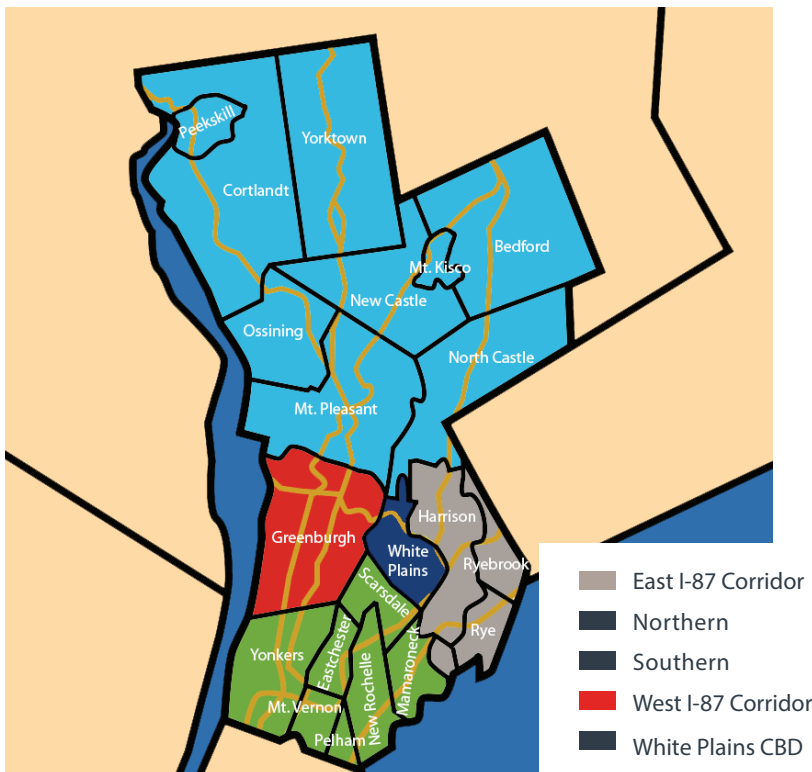 Peekskill
Yorktown
Cortlandt
Bedford
Mt. Kisco
New Castle
Ossining
North Castle
Mt. Pleasant
Harrison
Greenburgh
White
Plains
Ryebrook
Scarsdale
Rye
Yonkers
Eastchester
New Rochelle
Mamaroneck
Mt. Vernon
Pelham
East I-87 Corridor
Northern
Southern
West I-87 Corridor
White Plains CBD